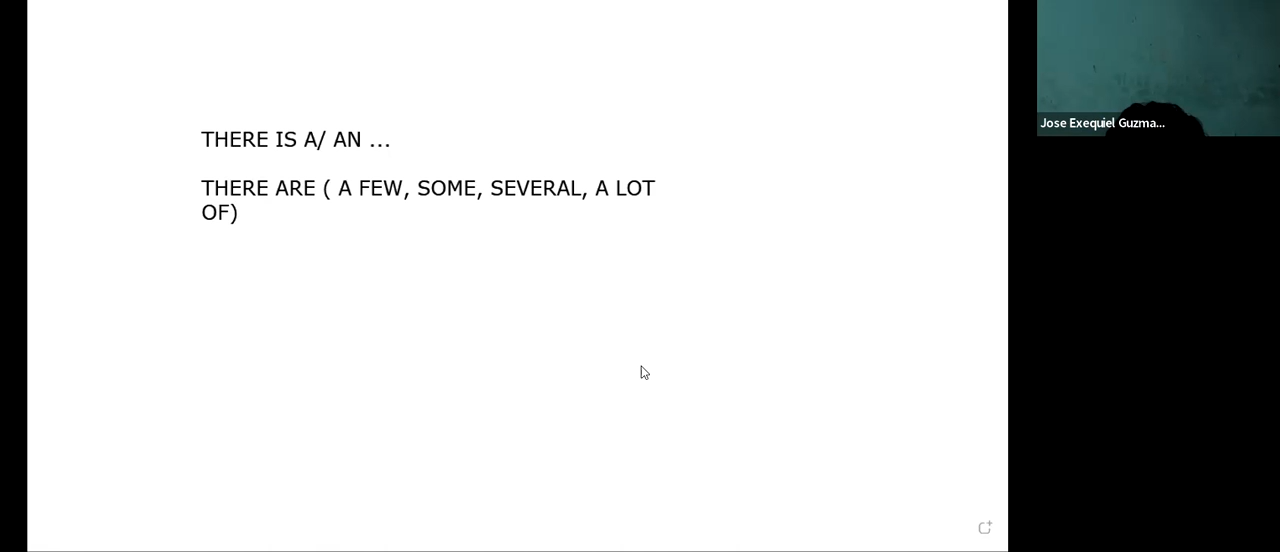 THERE IS A/ AN ...
THERE ARE ( A FEW, SOME, SEVERAL, A LOT
OF)
Jose Exequiel Guzma...